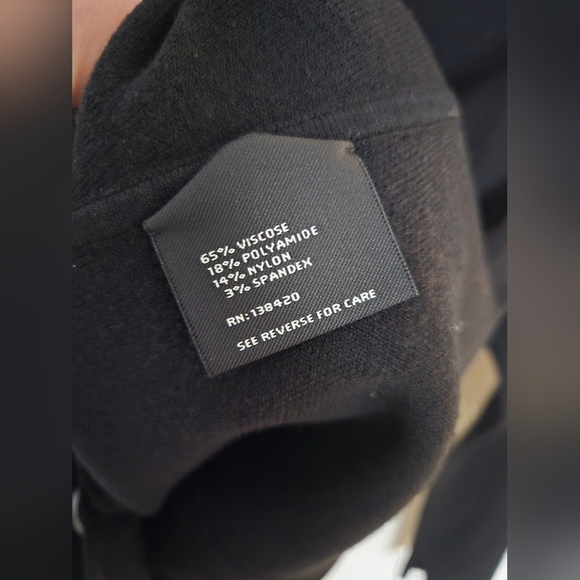 65% VISCOSE
18% POLYAMIDE
14% NYLON
3% SPANDEX
RN: 138420
SEE REVERSE FOR CARE